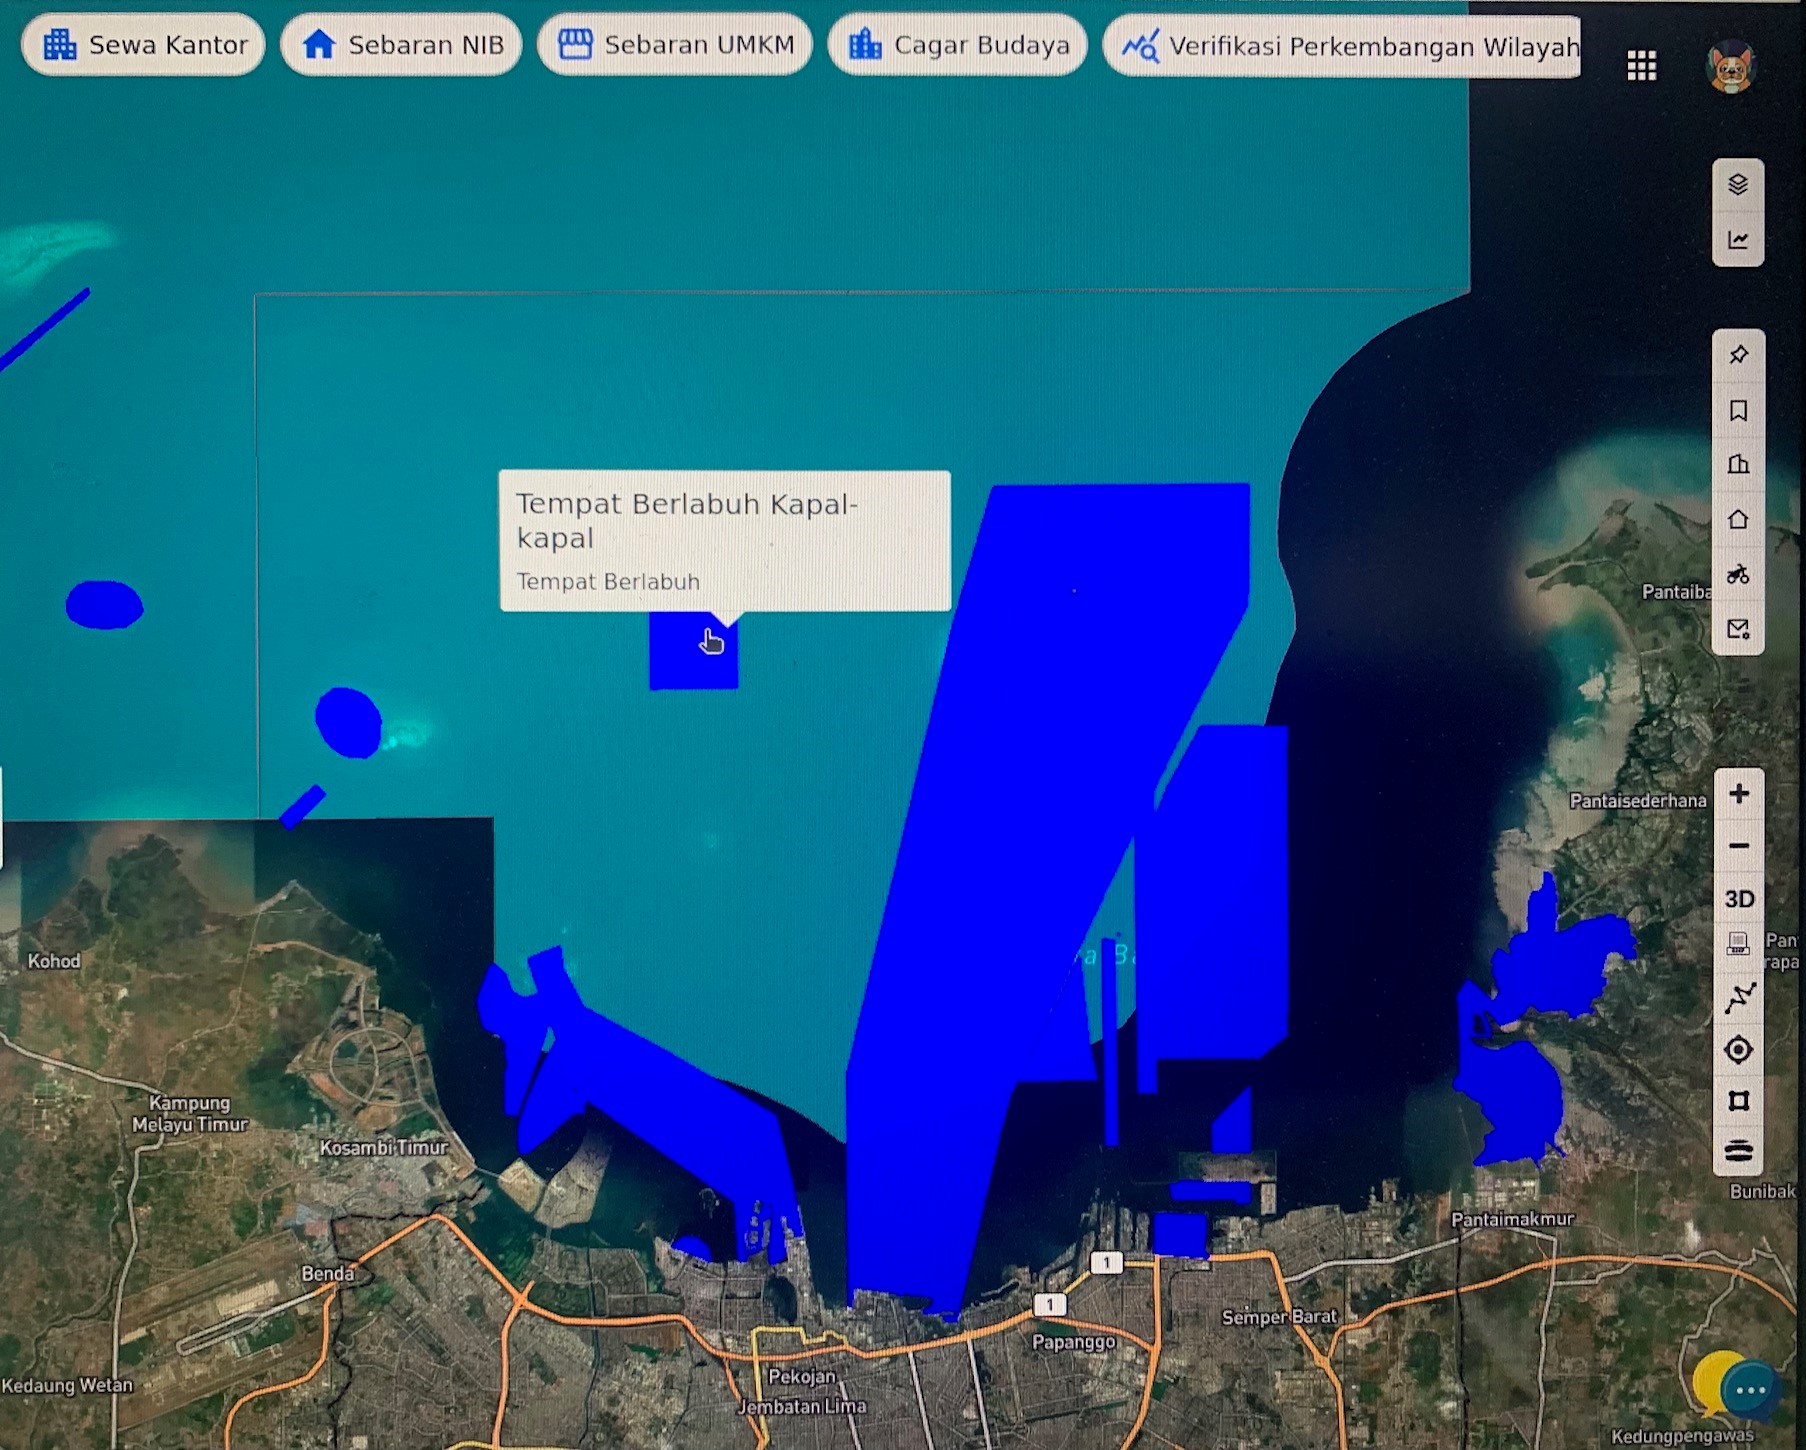 Sewa Kantor
Sebaran NIB
Sebaran UMKM
Cagar Budaya
Verifikasi Perkembangan Wilayah
Tempat Berlabuh Kapal-
kapal
Tempat Berlabuh
Pantaiba
Pantaisederhana
3D
Kohod
Pan
rapa
Kampung
Melayu Timur
Kosambi Timur
Bunibak
Pantaimakmur
Benda
1
1
Semper Barat
Papanggo
Kedaung Wetan
Pekojan
Jembatan Lima
Kedungpengawas